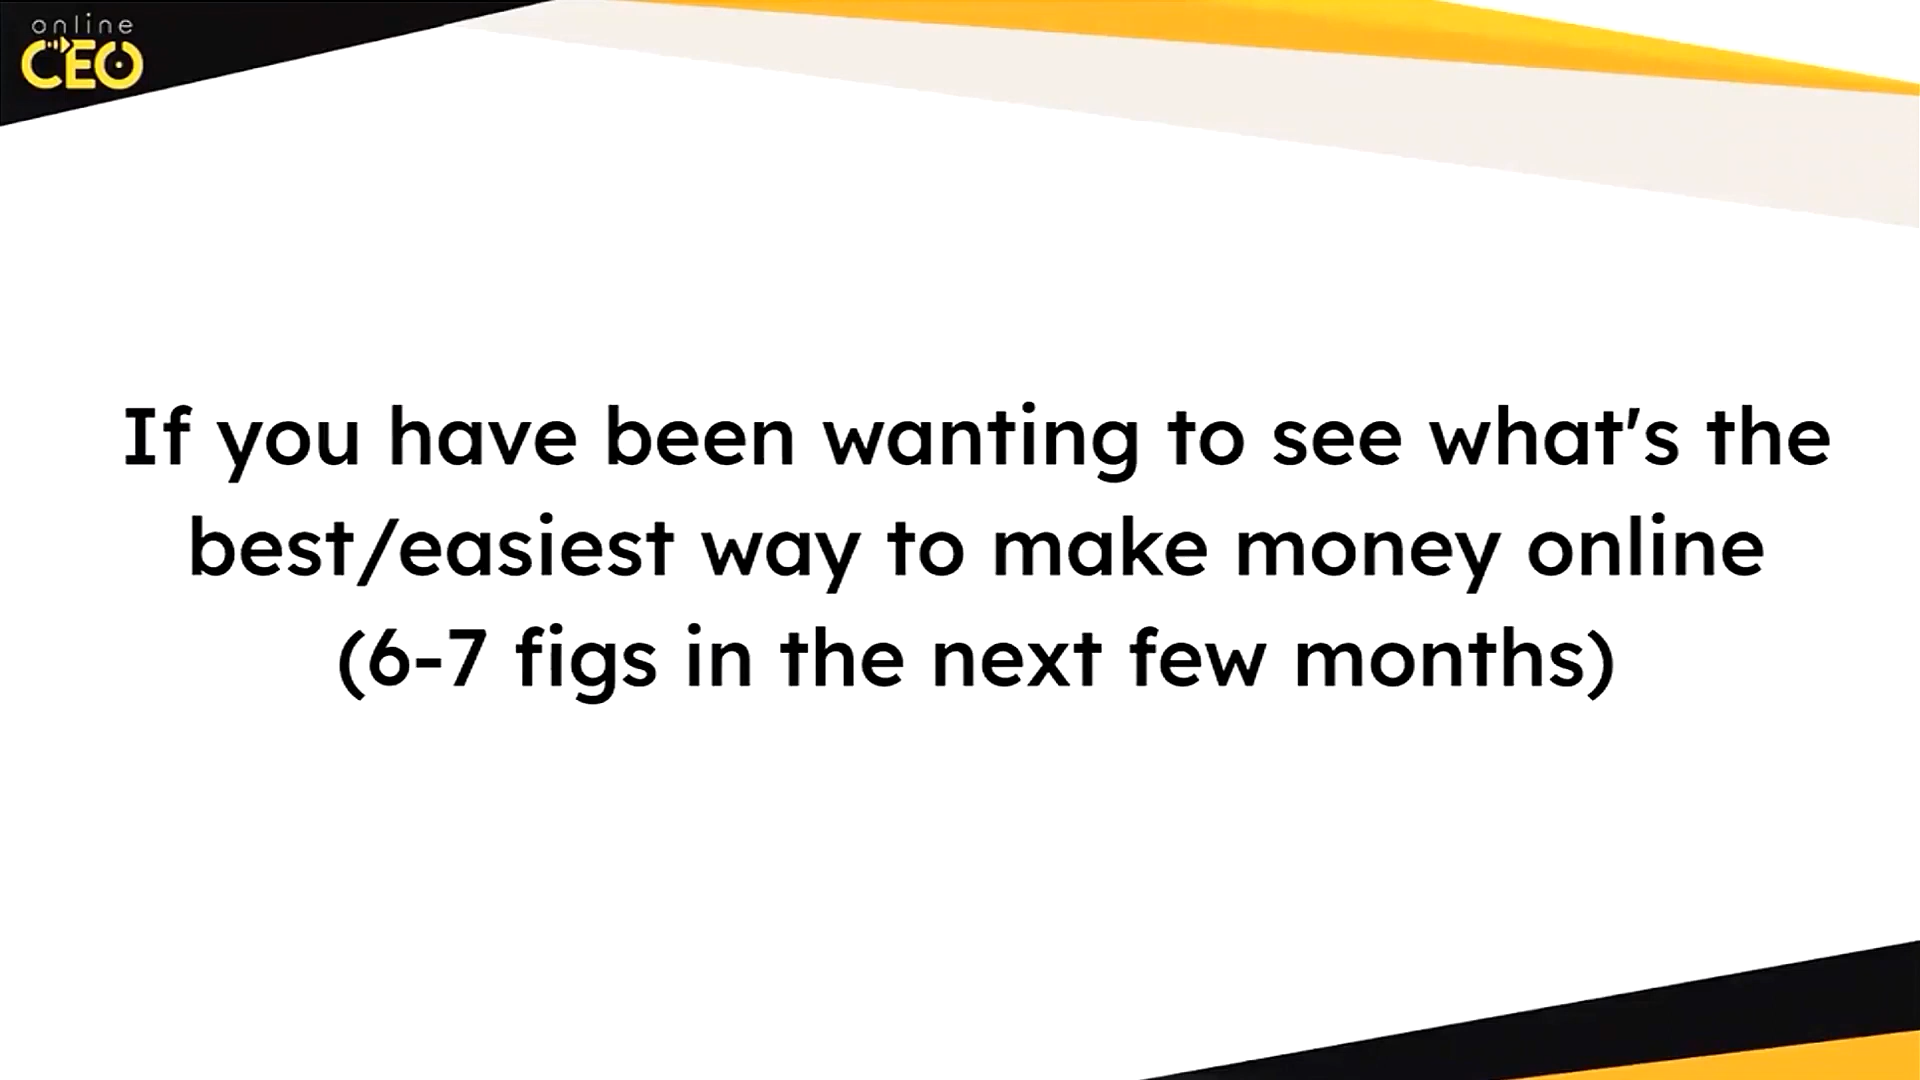 online
CEO
If you have been wanting to see what's the
best/easiest way to make money online
(6-7 figs in the next few months)